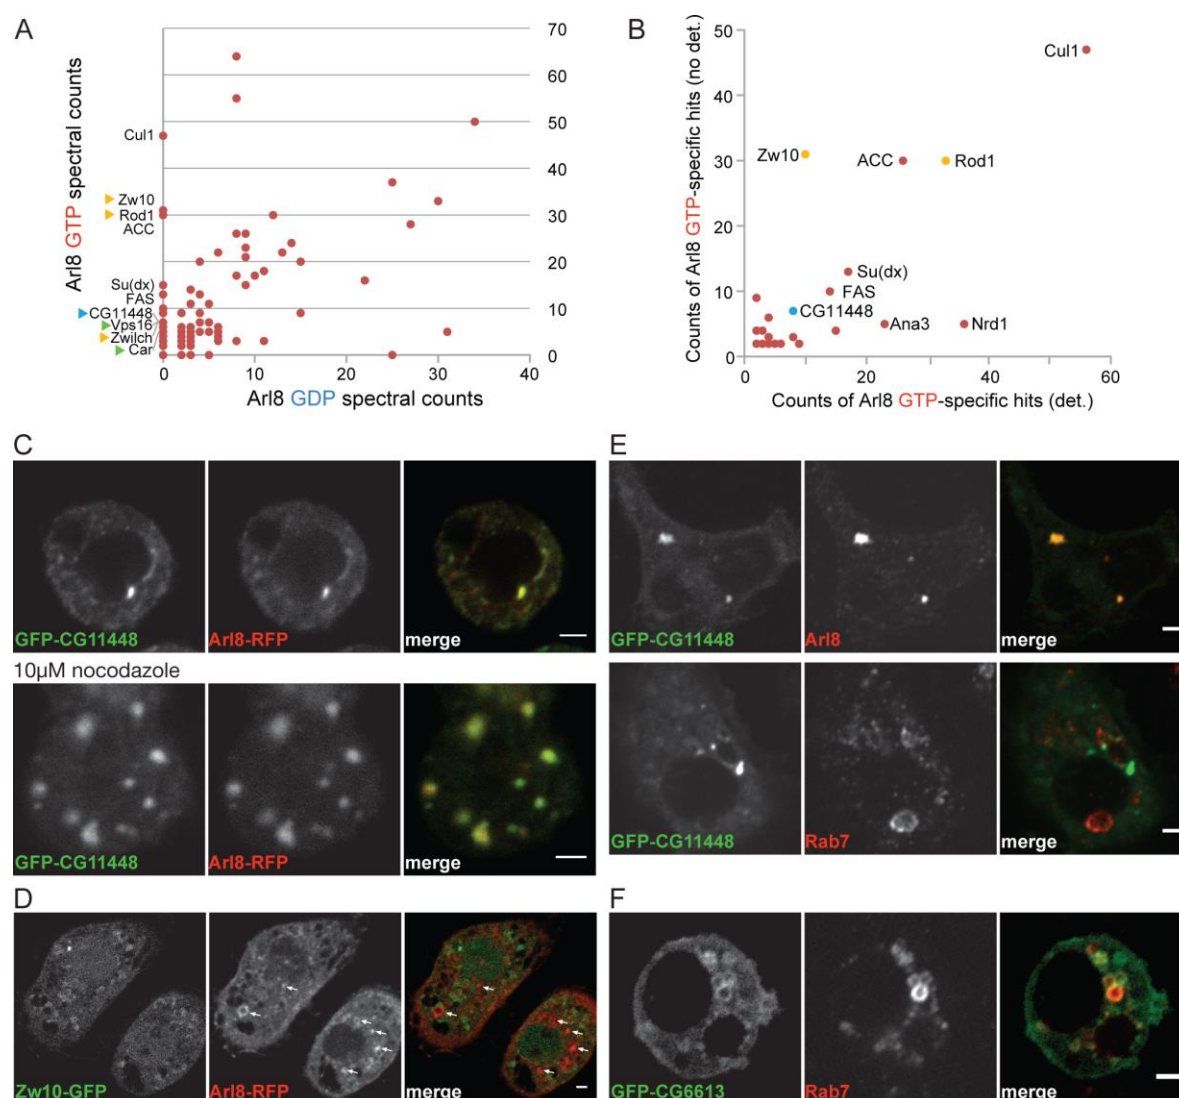 A
Arl8 GTP spectral counts
Cul1
Zw10
Rod1
ACC
Su(dx)
FAS
CG11448
Vps16
Zwilch
Car
70
60
50
40
30
20
10
0
0
10
20
30
40
Arl8 GDP spectral counts
B
Counts of Arl8 GTP-specific hits (no det.)
50
40
30
20
10
0
Cul1
Zw10
ACC
Rod1
Su(dx)
FAS
CG11448
Ana3
Nrd1
0
20
40
60
Counts of Arl8 GTP-specific hits (det.)
C
GFP-CG11448
Arl8-RFP
merge
10µM nocodazole
GFP-CG11448
Arl8-RFP
merge
D
Zw10-GFP
Arl8-RFP
merge
E
GFP-CG11448
Arl8
merge
GFP-CG11448
Rab7
merge
F
GFP-CG6613
Rab7
merge